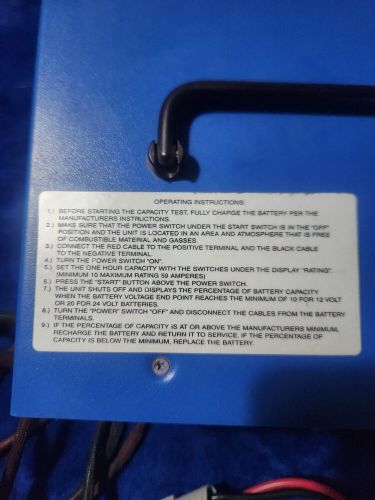 OPERATING INSTRUCTIONS:
1.) BEFORE STARTING THE CAPACITY TEST, FULLY CHARGE THE BATTERY PER THE
MANUFACTURERS INSTRUCTIONS.
2.) MAKE SURE THAT THE POWER SWITCH UNDER THE START SWITCH IS IN THE "OFF"
POSITION AND THE UNIT IS LOCATED IN AN AREA AND ATMOSPHERE THAT IS FREE
OF COMBUSTIBLE MATERIAL AND GASSES.
3.) CONNECT THE RED CABLE TO THE POSITIVE TERMINAL AND THE BLACK CABLE
TO THE NEGATIVE TERMINAL.
4.) TURN THE POWER SWITCH "ON".
5.) SET THE ONE HOUR CAPACITY WITH THE SWITCHES UNDER THE DISPLAY "RATING".
(MINIMUM 10 MAXIMUM RATING 59 AMPERES)
6.) PRESS THE "START" BUTTON ABOVE THE POWER SWITCH.
7.) THE UNIT SHUTS OFF AND DISPLAYS THE PERCENTAGE OF BATTERY CAPACITY
WHEN THE BATTERY VOLTAGE END POINT REACHES THE MINIMUM OF 10 FOR 12 VOLT
OR 20 FOR 24 VOLT BATTERIES.
8.) TURN THE "POWER" SWITCH "OFF" AND DISCONNECT THE CABLES FROM THE BATTERY
TERMINALS.
9.) IF THE PERCENTAGE OF CAPACITY IS AT OR ABOVE THE MANUFACTURERS MINIMUM,
RECHARGE THE BATTERY AND RETURN IT TO SERVICE. IF THE PERCENTAGE OF
CAPACITY IS BELOW THE MINIMUM, REPLACE THE BATTERY.